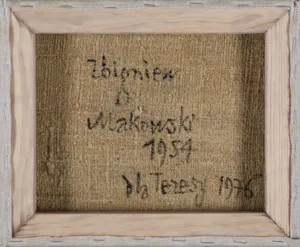 Zbigniew
Makowski
1954
Dla Teresy 1976